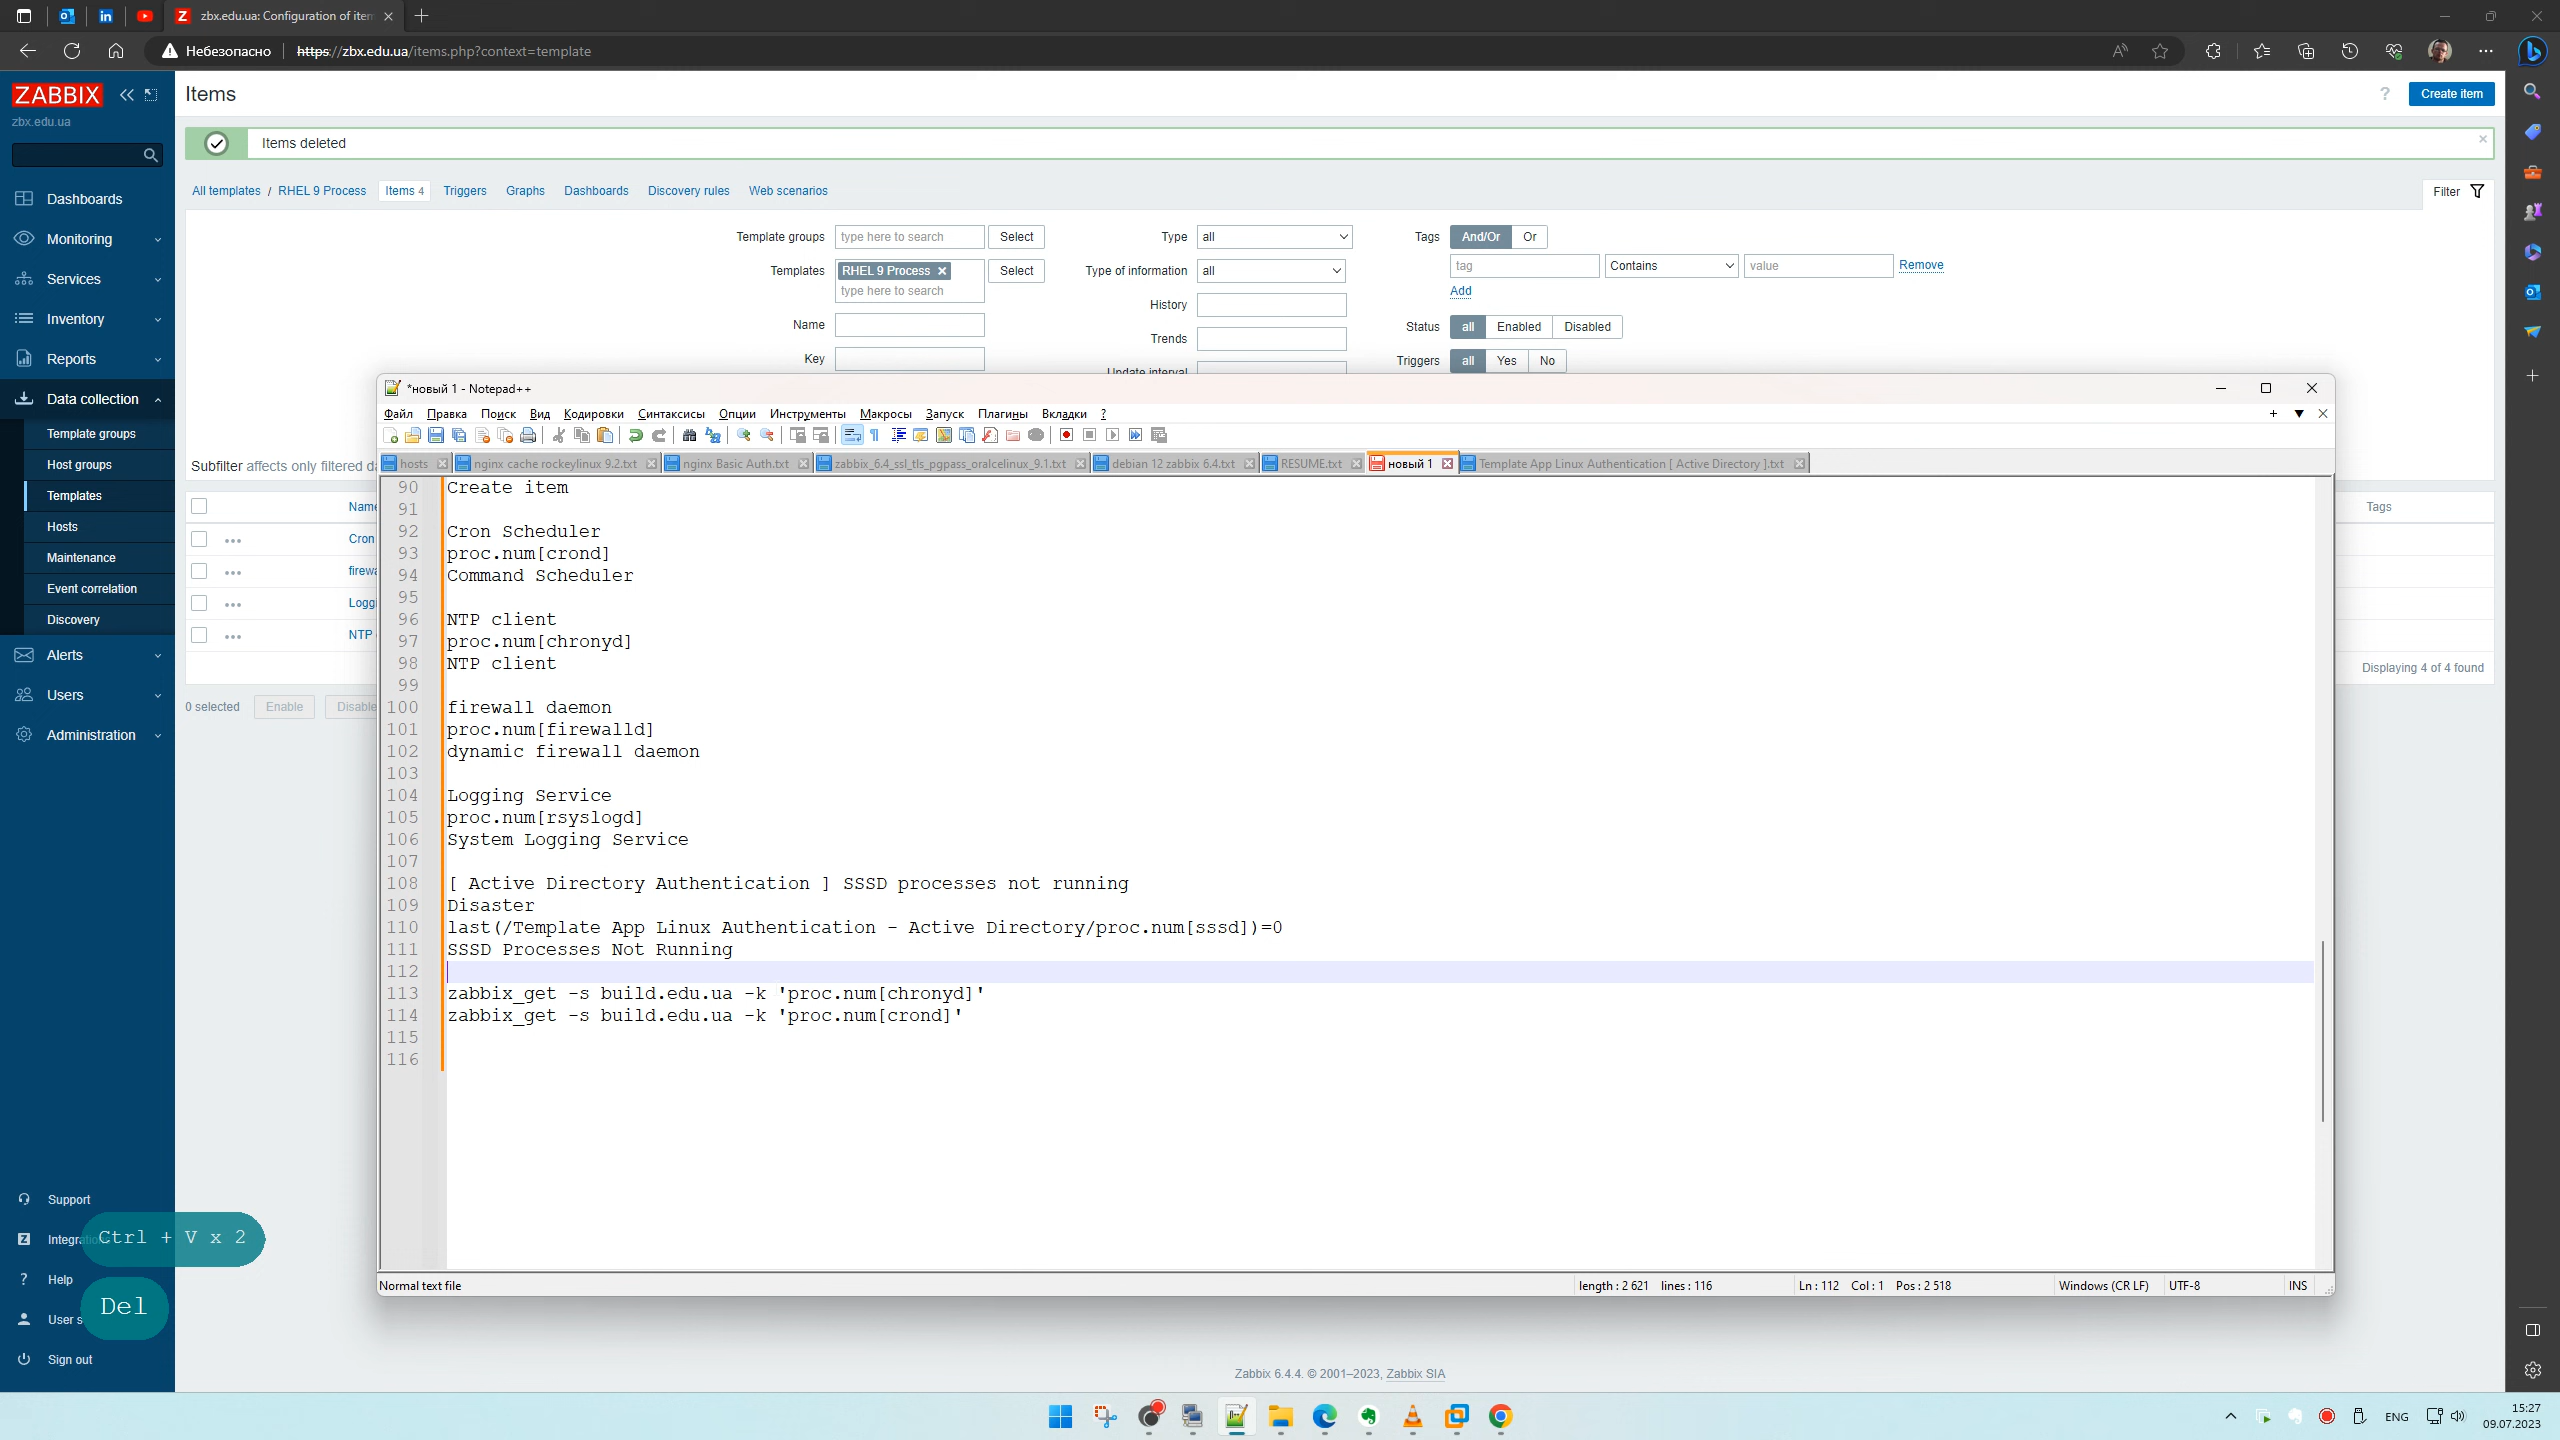 zbx.edu.ua: Configuration of item
Небезопасно
https://zbx.edu.ua/items.php?context=template
ZABBIX
zbx.edu.ua
Dashboards
Monitoring
Services
Inventory
Reports
Data collection
Template groups
Host groups
Templates
Hosts
Maintenance
Event correlation
Discovery
Alerts
Users
Administration
Support
Help
Sign out
Ctrl + V x 2
Del
Items
?
Create item
Items deleted
All templates / RHEL 9 Process Items 4 Triggers Graphs Dashboards Discovery rules Web scenarios
Filter
Template groups type here to search Select
Type all
Tags And/Or Or
Templates RHEL 9 Process Select
type here to search
Type of information all
tag Contains value Remove
Add
History
Name
Status all Enabled Disabled
Trends
Key
Triggers all Yes No
Update interval
Subfilter affects only filtered
Name
Tags
Cron
NTP
Displaying 4 of 4 found
0 selected Enable Disable
*новый 1 - Notepad++
Файл Правка Поиск Вид Кодировки Синтаксисы Опции Инструменты Макросы Запуск Плагины Вкладки ?
hosts
nginx cache rockeylinux 9.2.txt
nginx Basic Auth.txt
zabbix_6.4_ssl_tls_pgpass_oralcelinux_9.1.txt
debian 12 zabbix 6.4.txt
RESUME.txt
новый 1
Template App Linux Authentication [ Active Directory ].txt
90 Create item
91
92 Cron Scheduler
93 proc.num[crond]
94 Command Scheduler
95
96 NTP client
97 proc.num[chronyd]
98 NTP client
99
100 firewall daemon
101 proc.num[firewalld]
102 dynamic firewall daemon
103
104 Logging Service
105 proc.num[rsyslogd]
106 System Logging Service
107
108 [ Active Directory Authentication ] SSSD processes not running
109 Disaster
110 last(/Template App Linux Authentication - Active Directory/proc.num[sssd])=0
111 SSSD Processes Not Running
112
113 zabbix_get -s build.edu.ua -k 'proc.num[chronyd]'
114 zabbix_get -s build.edu.ua -k 'proc.num[crond]'
115
116
Normal text file
length : 2 621 lines : 116
Ln : 112 Col : 1 Pos : 2 518
Windows (CR LF)
UTF-8
INS
Zabbix 6.4.4. © 2001–2023, Zabbix SIA
ENG
15:27
09.07.2023